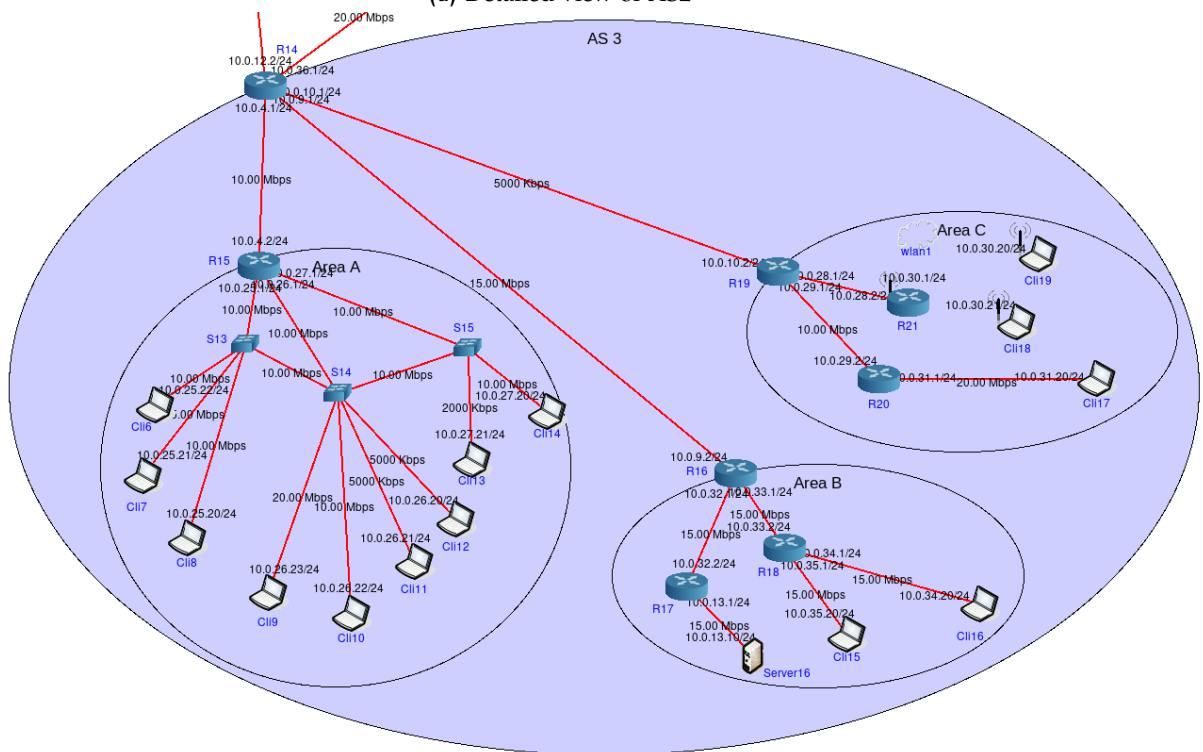 (a) Detailed view of AS2
20.00 Mbps
AS 3
R14
10.0.12.2/24
10.0.36.1/24
10.0.10.1/24
10.0.9.1/24
10.0.4.1/24
10.00 Mbps
5000 Kbps
15.00 Mbps
10.0.4.2/24
R15
Area A
10.0.27.1/24
10.0.26.1/24
10.0.25.1/24
10.00 Mbps
10.00 Mbps
10.00 Mbps
S13
S14
S15
10.00 Mbps
10.00 Mbps
10.00 Mbps
10.0.25.22/24
5.00 Mbps
10.00 Mbps
10.00 Mbps
10.0.27.20/24
2000 Kbps
Cli6
Cli14
10.0.25.21/24
10.0.27.21/24
Cli7
Cli13
5000 Kbps
5000 Kbps
20.00 Mbps
10.00 Mbps
10.0.26.20/24
10.0.25.20/24
Cli8
Cli12
10.0.26.21/24
Cli11
10.0.26.23/24
10.0.26.22/24
Cli9
Cli10
Area C
wlan1
10.0.30.20/24
Cli19
10.0.10.2/24
R19
10.0.28.1/24
10.0.29.1/24
10.0.30.1/24
10.0.28.2/24
R21
10.0.30.21/24
Cli18
10.00 Mbps
10.0.29.2/24
R20
10.0.31.1/24
20.00 Mbps
10.0.31.20/24
Cli17
10.0.9.2/24
R16
Area B
10.0.33.1/24
15.00 Mbps
10.0.33.2/24
15.00 Mbps
10.0.32.2/24
R17
R18
10.0.34.1/24
10.0.35.1/24
15.00 Mbps
15.00 Mbps
10.0.34.20/24
Cli16
10.0.13.1/24
15.00 Mbps
10.0.13.10/24
Server16
10.0.35.20/24
Cli15